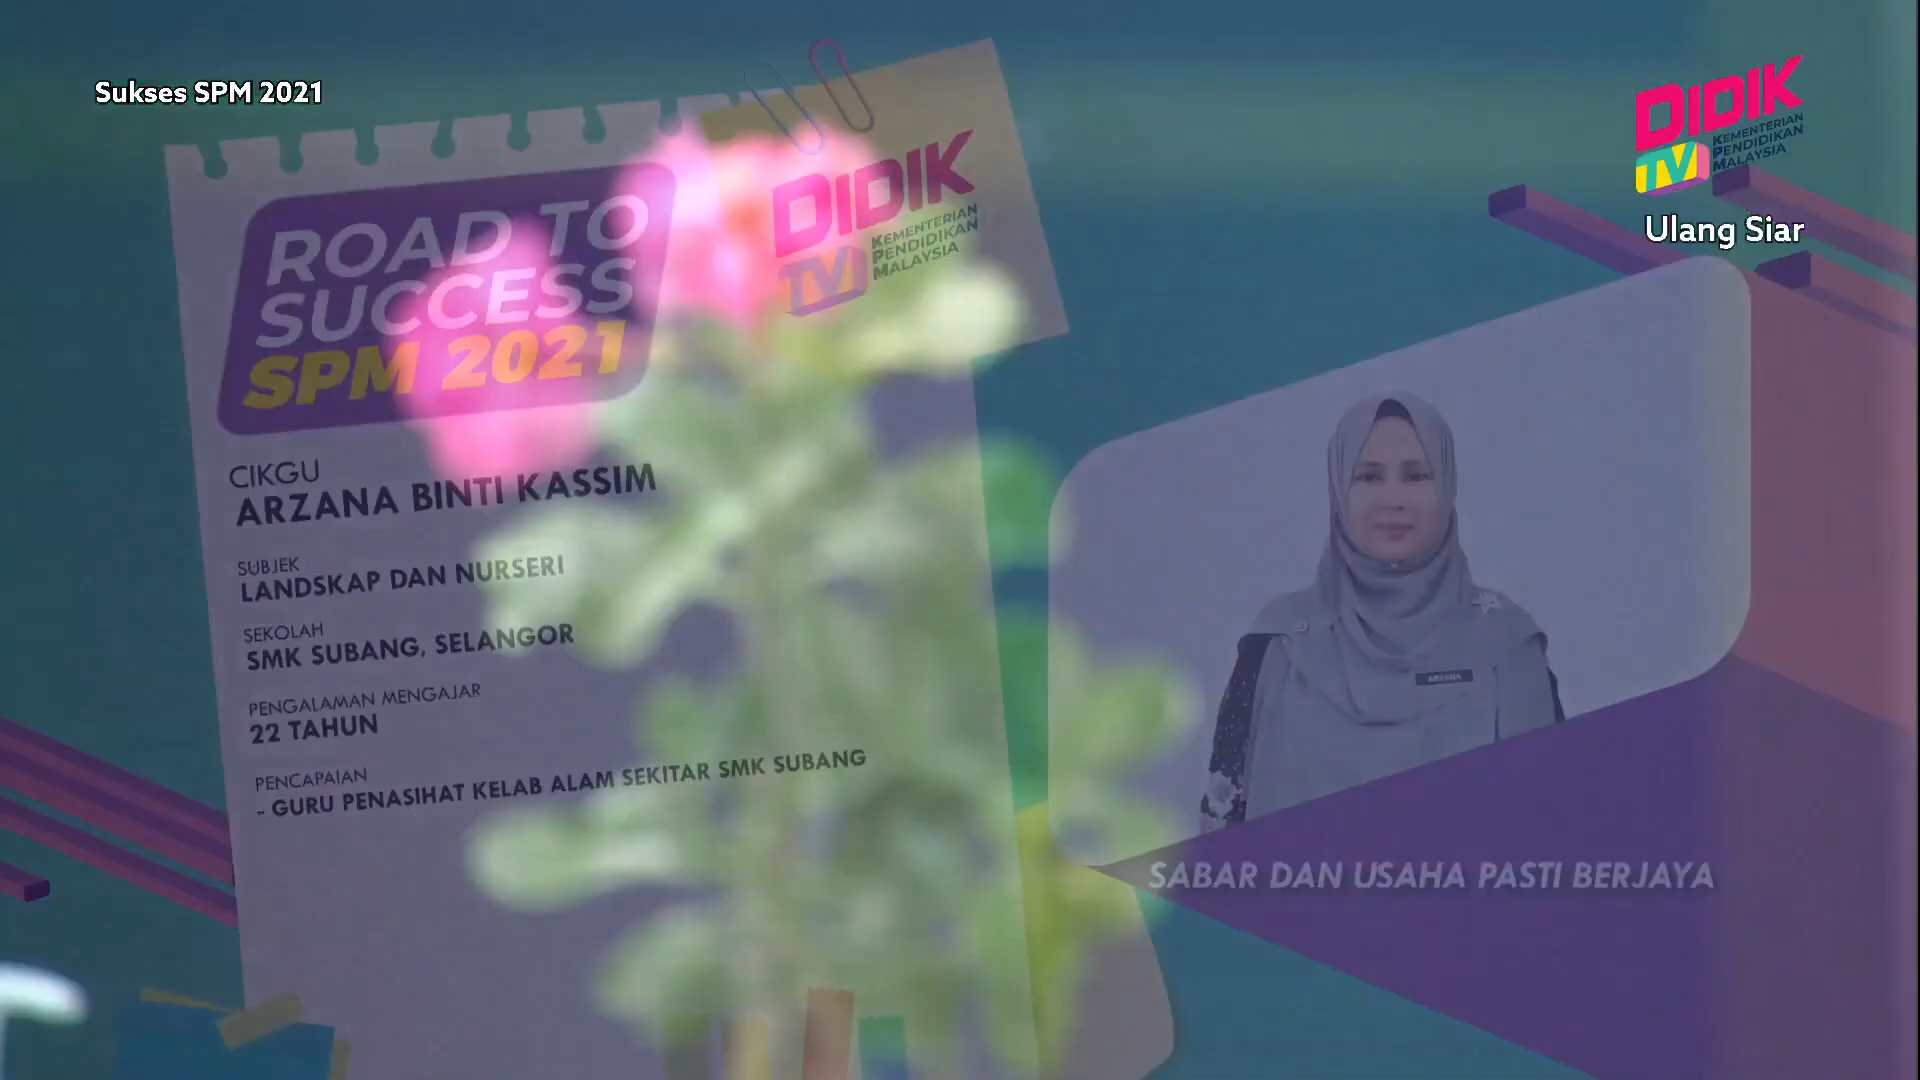 Sukses SPM 2021
DIDIK
TV
KEMENTERIAN
PENDIDIKAN
MALAYSIA
Ulang Siar
ROAD TO
SUCCESS
SPM 2021
DIDIK
TV
KEMENTERIAN
PENDIDIKAN
MALAYSIA
CIKGU
ARZANA BINTI KASSIM
SUBJEK
LANDSKAP DAN NURSERI
SEKOLAH
SMK SUBANG, SELANGOR
PENGALAMAN MENGAJAR
22 TAHUN
PENCAPAIAN
- GURU PENASIHAT KELAB ALAM SEKITAR SMK SUBANG
ARZANA
SABAR DAN USAHA PASTI BERJAYA